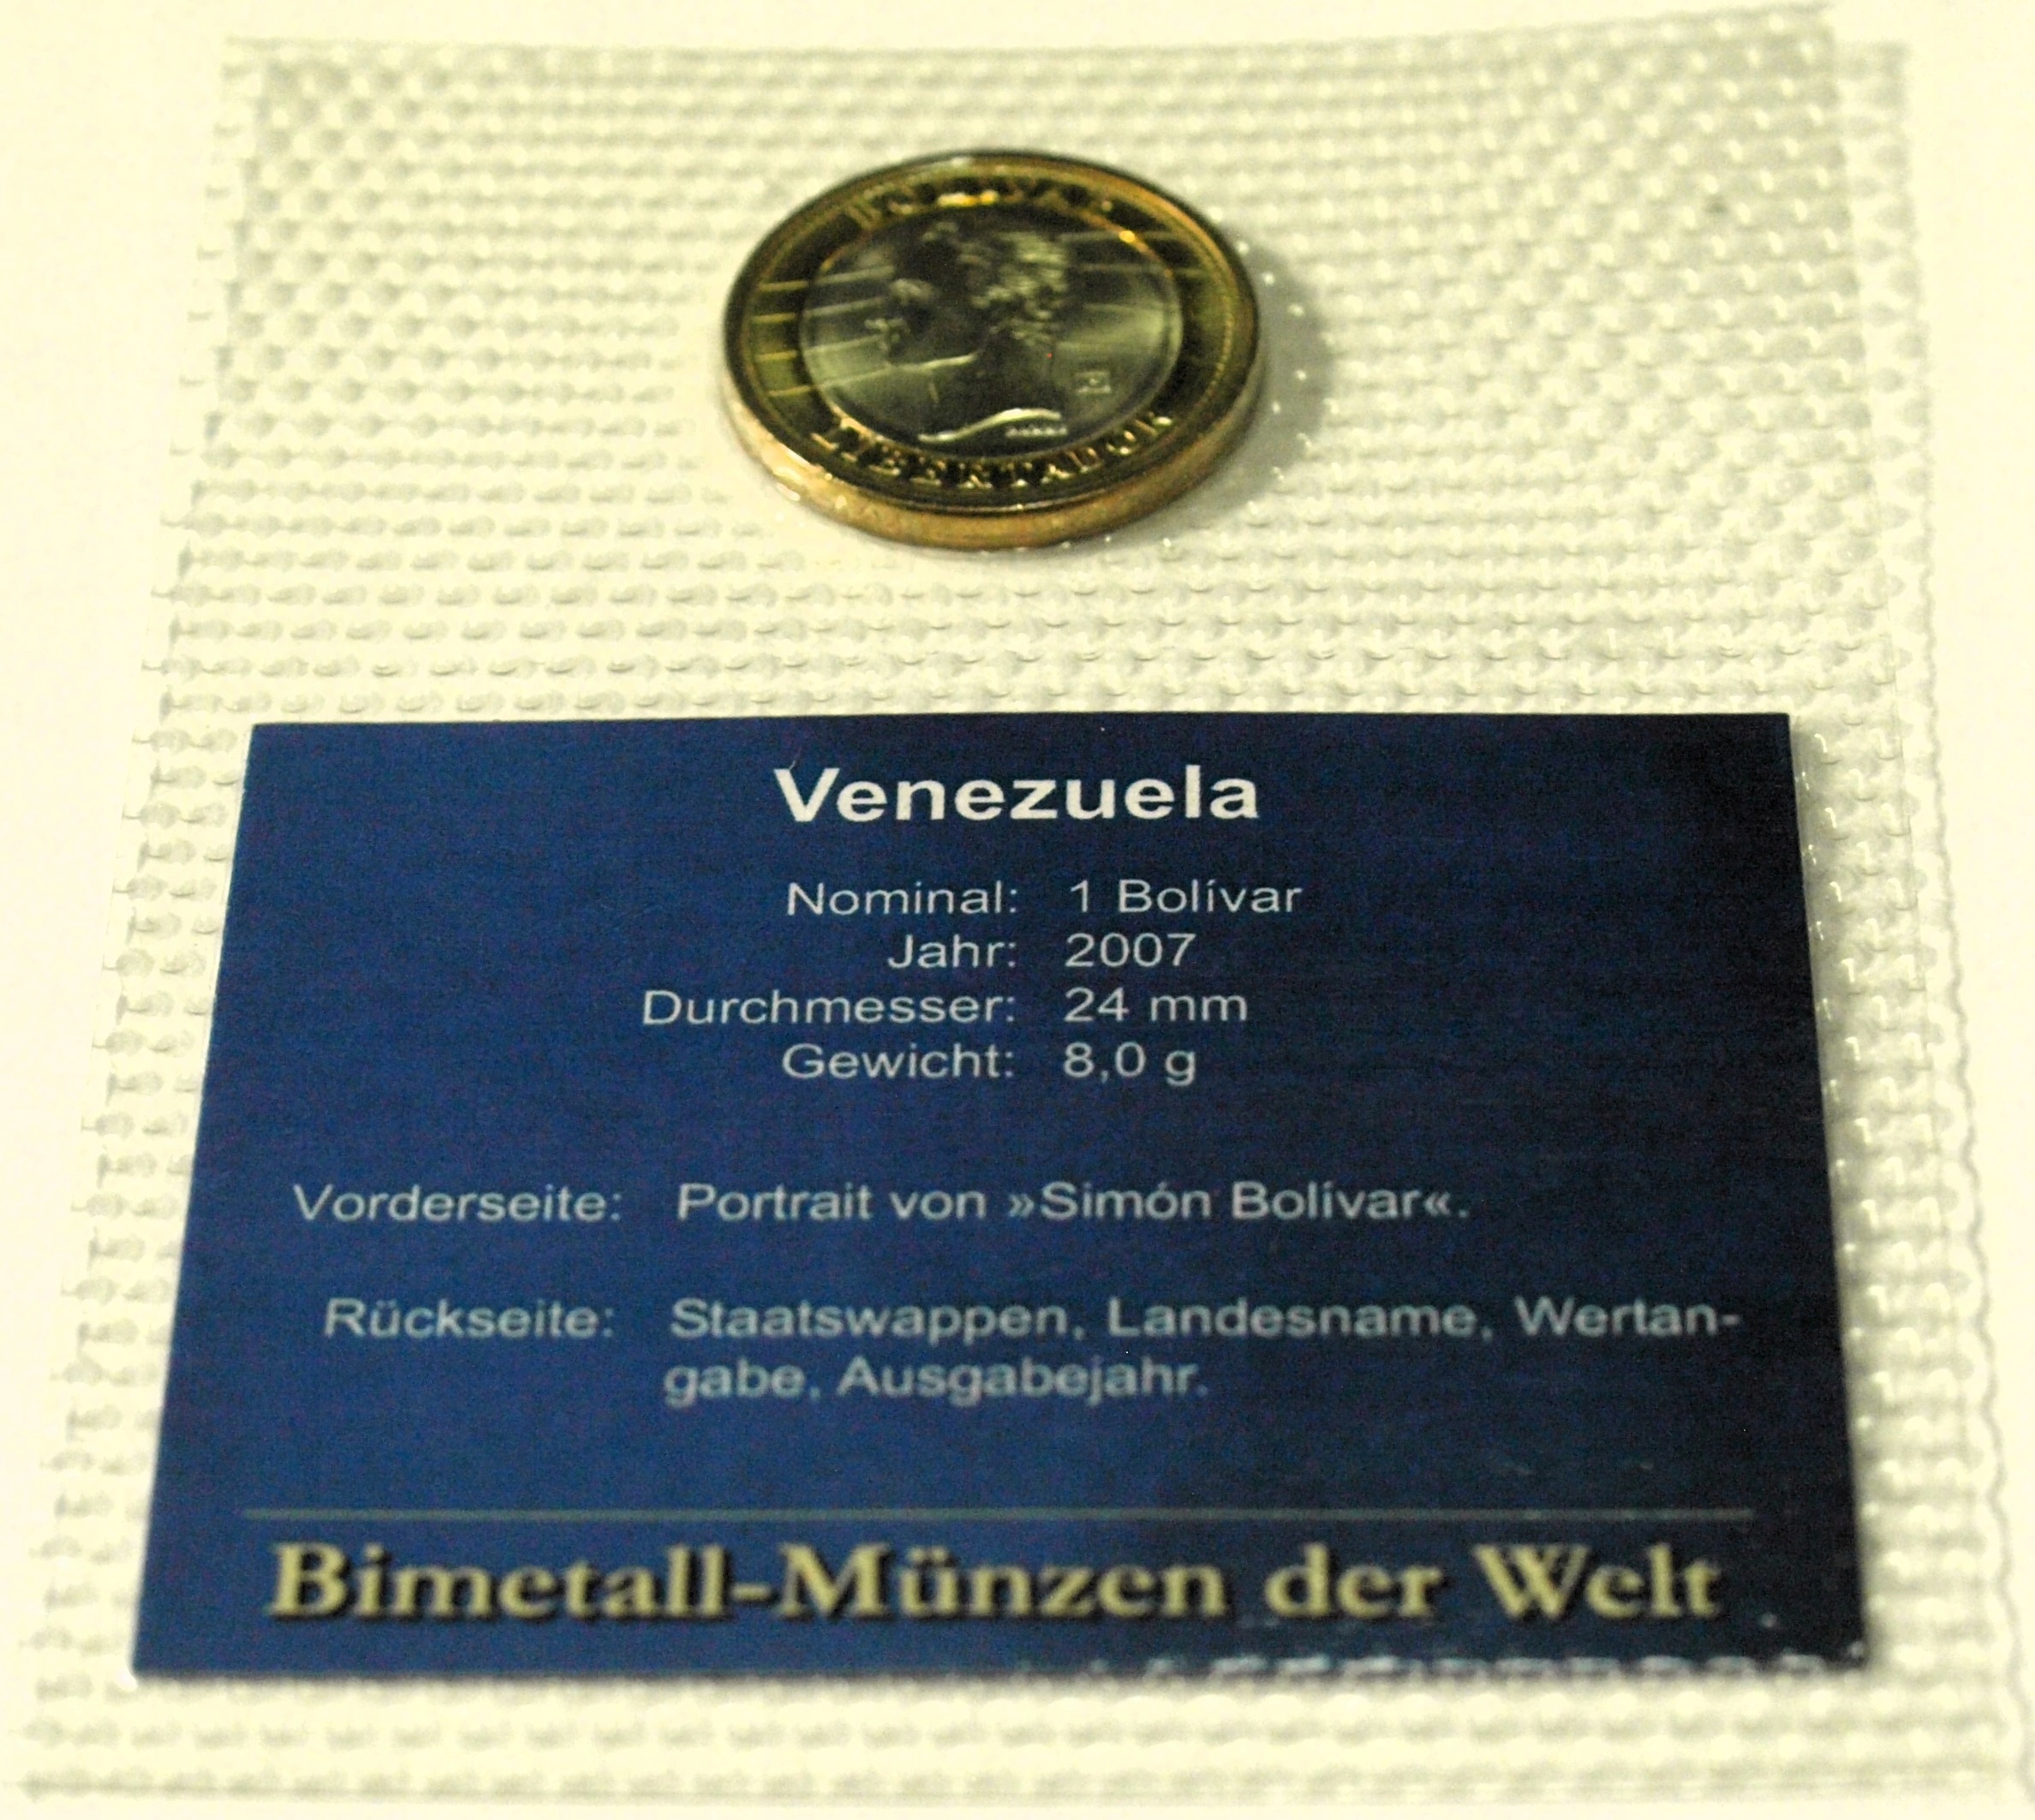 BOLÍVAR
LIBERTADOR
Venezuela
Nominal: 1 Bolívar
Jahr: 2007
Durchmesser: 24 mm
Gewicht: 8,0 g
Vorderseite: Portrait von »Simón Bolívar«.
Rückseite: Staatswappen, Landesname, Wertan-
gabe, Ausgabejahr.
Bimetall-Münzen der Welt